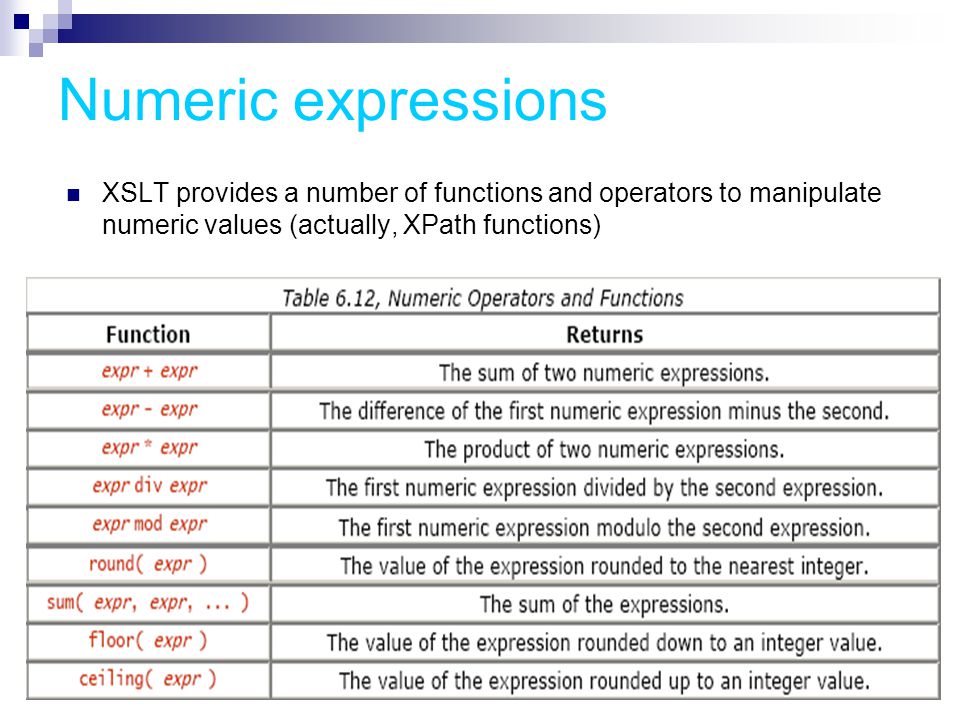 Numeric expressions
XSLT provides a number of functions and operators to manipulate
numeric values (actually, XPath functions)
Table 6.12, Numeric Operators and Functions
Function Returns
expr + expr The sum of two numeric expressions.
expr - expr The difference of the first numeric expression minus the second.
expr * expr The product of two numeric expressions.
expr div expr The first numeric expression divided by the second expression.
expr mod expr The first numeric expression modulo the second expression.
round( expr ) The value of the expression rounded to the nearest integer.
sum( expr, expr, ... ) The sum of the expressions.
floor( expr ) The value of the expression rounded down to an integer value.
ceiling( expr ) The value of the expression rounded up to an integer value.